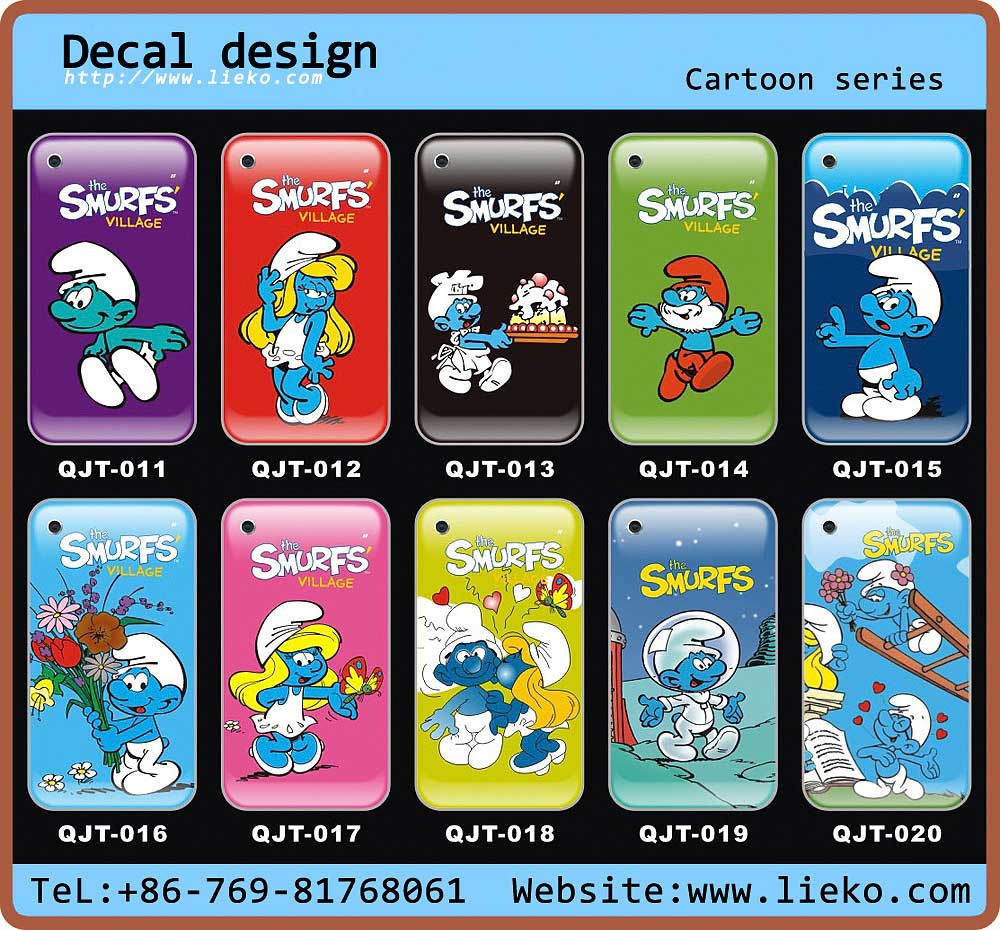 Decal design
http://www.lieko.com
Cartoon series
the
SMURFS'
VILLAGE
the
SMURFS'
VILLAGE
the
SMURFS'
VILLAGE
the
SMURFS'
VILLAGE
the
SMURFS'
VILLAGE
QJT-011 QJT-012 QJT-013 QJT-014 QJT-015
the
SMURFS'
VILLAGE
the
SMURFS'
VILLAGE
the
SMURFS'
VILLAGE
the
SMURFS
the
SMURFS
QJT-016 QJT-017 QJT-018 QJT-019 QJT-020
TeL:+86-769-81768061 Website:www.lieko.com